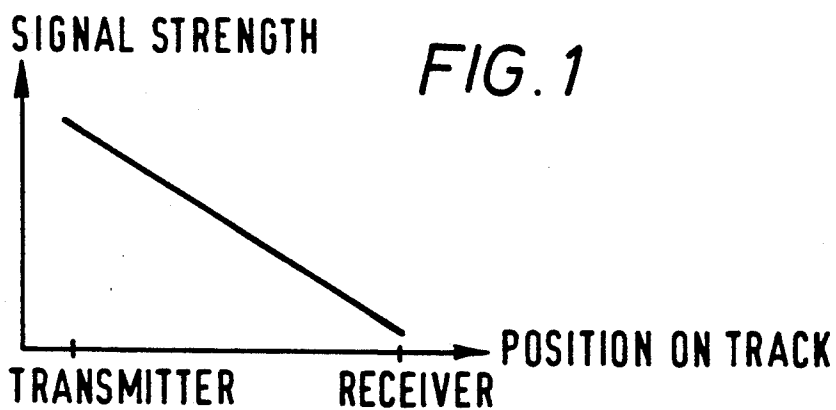 SIGNAL STRENGTH
FIG. 1
POSITION ON TRACK
TRANSMITTER
RECEIVER